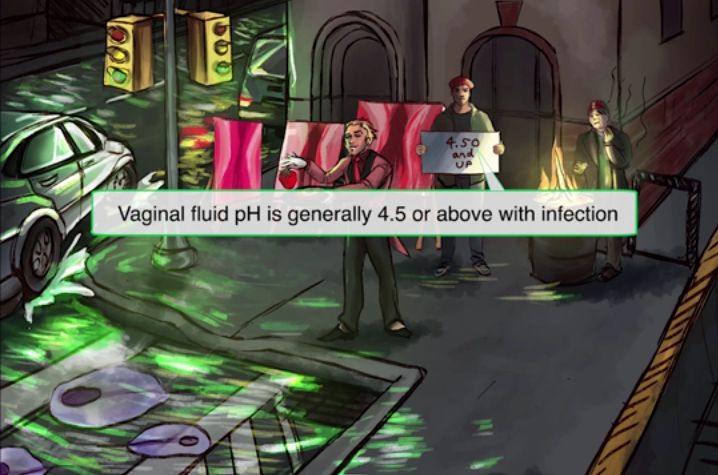 4.50
and
UP
Vaginal fluid pH is generally 4.5 or above with infection